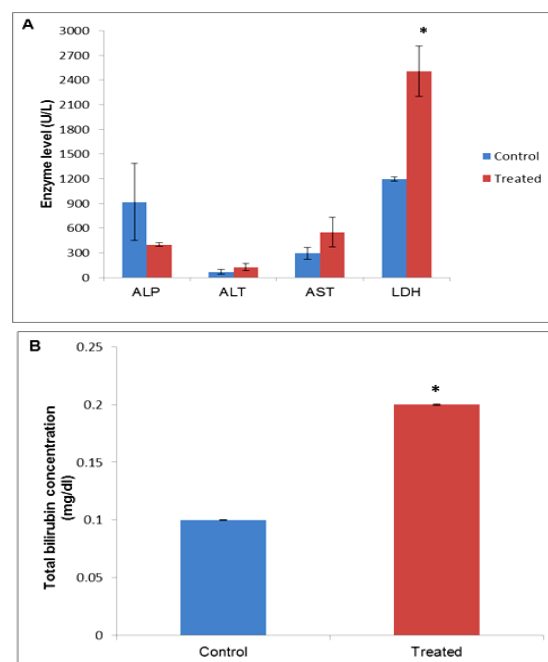 A
*
3000
2700
2400
2100
1800
1500
1200
900
600
300
0
Enzyme level (U/L)
Control
Treated
ALP ALT AST LDH
B
0.25
*
0.2
0.15
0.1
0.05
0
Total bilirubin concentration
(mg/dl)
Control Treated